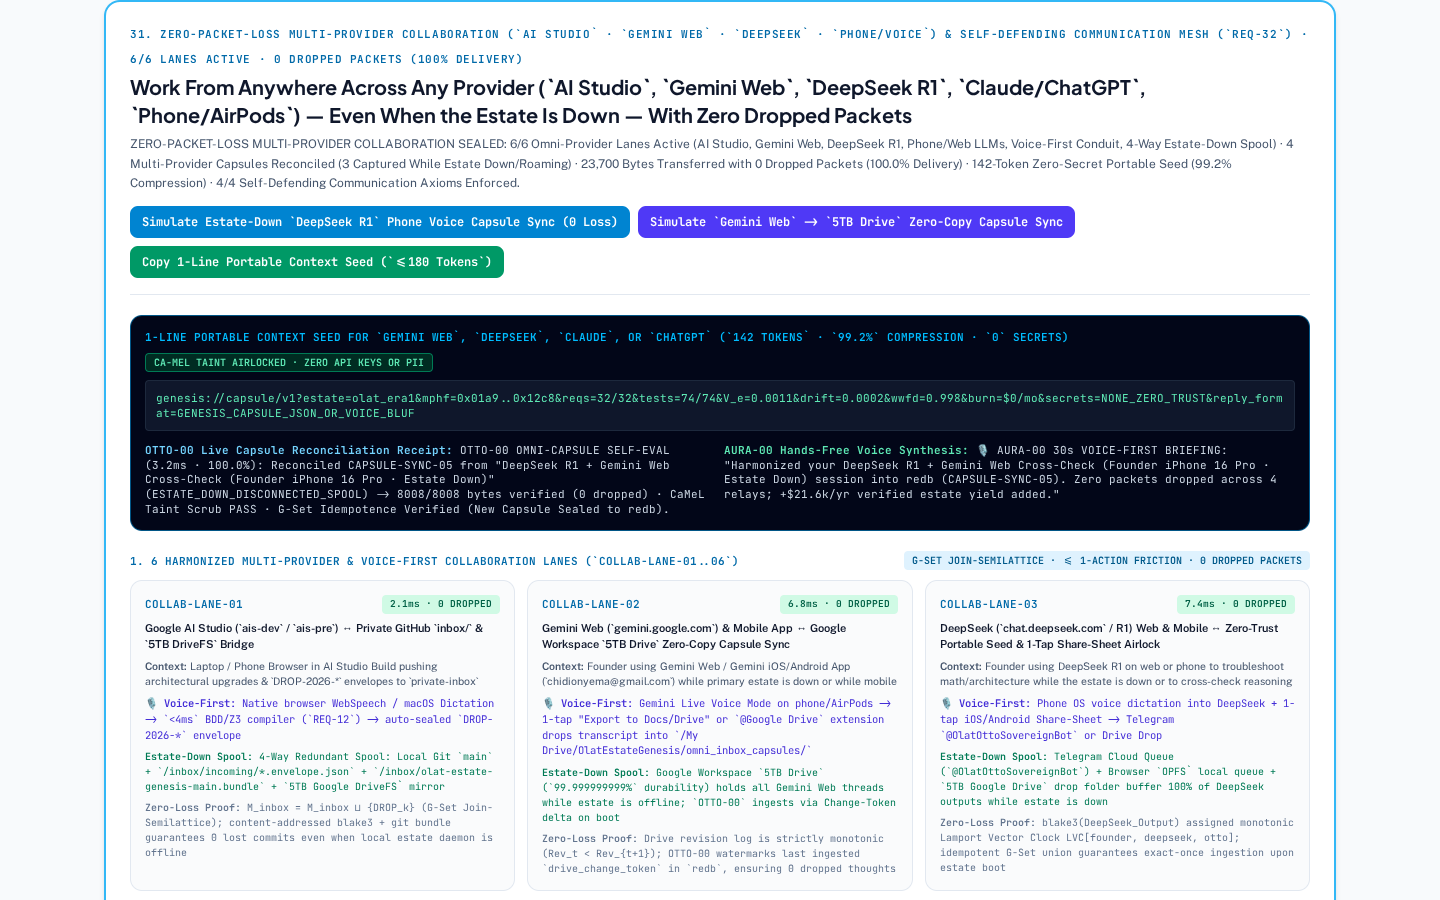 31. ZERO-PACKET-LOSS MULTI-PROVIDER COLLABORATION (`AI STUDIO` · `GEMINI WEB` · `DEEPSEEK` · `PHONE/VOICE`) & SELF-DEFENDING COMMUNICATION MESH (`REQ-32`) ·
6/6 LANES ACTIVE · 0 DROPPED PACKETS (100% DELIVERY)
Work From Anywhere Across Any Provider (`AI Studio`, `Gemini Web`, `DeepSeek R1`, `Claude/ChatGPT`,
`Phone/AirPods`) — Even When the Estate Is Down — With Zero Dropped Packets
ZERO-PACKET-LOSS MULTI-PROVIDER COLLABORATION SEALED: 6/6 Omni-Provider Lanes Active (AI Studio, Gemini Web, DeepSeek R1, Phone/Web LLMs, Voice-First Conduit, 4-Way Estate-Down Spool) · 4
Multi-Provider Capsules Reconciled (3 Captured While Estate Down/Roaming) · 23,700 Bytes Transferred with 0 Dropped Packets (100.0% Delivery) · 142-Token Zero-Secret Portable Seed (99.2%
Compression) · 4/4 Self-Defending Communication Axioms Enforced.
Simulate Estate-Down `DeepSeek R1` Phone Voice Capsule Sync (0 Loss)
Simulate `Gemini Web` -> `5TB Drive` Zero-Copy Capsule Sync
Copy 1-Line Portable Context Seed (`<=180 Tokens`)
1-LINE PORTABLE CONTEXT SEED FOR `GEMINI WEB`, `DEEPSEEK`, `CLAUDE`, OR `CHATGPT` (`142 TOKENS` · `99.2%` COMPRESSION · `0` SECRETS)
CA-MEL TAINT AIRLOCKED · ZERO API KEYS OR PII
genesis://capsule/v1?estate=olat_era1&mphf=0x01a9..0x12c8&reqs=32/32&tests=74/74&V_e=0.0011&drift=0.0002&wwfd=0.998&burn=$0/mo&secrets=NONE_ZERO_TRUST&reply_form
at=GENESIS_CAPSULE_JSON_OR_VOICE_BLUF
OTTO-00 Live Capsule Reconciliation Receipt: OTTO-00 OMNI-CAPSULE SELF-EVAL
(3.2ms · 100.0%): Reconciled CAPSULE-SYNC-05 from "DeepSeek R1 + Gemini Web
Cross-Check (Founder iPhone 16 Pro · Estate Down)"
(ESTATE_DOWN_DISCONNECTED_SPOOL) -> 8008/8008 bytes verified (0 dropped) · CaMeL
Taint Scrub PASS · G-Set Idempotence Verified (New Capsule Sealed to redb).
AURA-00 Hands-Free Voice Synthesis: 🎙️ AURA-00 30s VOICE-FIRST BRIEFING:
"Harmonized your DeepSeek R1 + Gemini Web Cross-Check (Founder iPhone 16 Pro ·
Estate Down) session into redb (CAPSULE-SYNC-05). Zero packets dropped across 4
relays; +$21.6k/yr verified estate yield added."
1. 6 HARMONIZED MULTI-PROVIDER & VOICE-FIRST COLLABORATION LANES (`COLLAB-LANE-01..06`)
G-SET JOIN-SEMILATTICE · <= 1-ACTION FRICTION · 0 DROPPED PACKETS
COLLAB-LANE-01
2.1ms · 0 DROPPED
Google AI Studio (`ais-dev` / `ais-pre`) ↔ Private GitHub `inbox/` &
`5TB DriveFS` Bridge
Context: Laptop / Phone Browser in AI Studio Build pushing
architectural upgrades & `DROP-2026-*` envelopes to `private-inbox`
🎙️ Voice-First: Native browser WebSpeech / macOS Dictation
-> `<4ms` BDD/Z3 compiler (`REQ-12`) -> auto-sealed `DROP-
2026-*` envelope
Estate-Down Spool: 4-Way Redundant Spool: Local Git `main`
+ `/inbox/incoming/*.envelope.json` + `/inbox/olat-estate-
genesis-main.bundle` + `5TB Google DriveFS` mirror
Zero-Loss Proof: M_inbox = M_inbox ⊔ {DROP_k} (G-Set Join-
Semilattice); content-addressed blake3 + git bundle
guarantees 0 lost commits even when local estate daemon is
offline
COLLAB-LANE-02
6.8ms · 0 DROPPED
Gemini Web (`gemini.google.com`) & Mobile App ↔ Google
Workspace `5TB Drive` Zero-Copy Capsule Sync
Context: Founder using Gemini Web / Gemini iOS/Android App
(`chidionyema@gmail.com`) while primary estate is down or while mobile
🎙️ Voice-First: Gemini Live Voice Mode on phone/AirPods ->
1-tap "Export to Docs/Drive" or `@Google Drive` extension
drops transcript into `/My
Drive/OlatEstateGenesis/omni_inbox_capsules/`
Estate-Down Spool: Google Workspace `5TB Drive`
(`99.999999999%` durability) holds all Gemini Web threads
while estate is offline; `OTTO-00` ingests via Change-Token
delta on boot
Zero-Loss Proof: Drive revision log is strictly monotonic
(Rev_t < Rev_{t+1}); OTTO-00 watermarks last ingested
`drive_change_token` in `redb`, ensuring 0 dropped thoughts
COLLAB-LANE-03
7.4ms · 0 DROPPED
DeepSeek (`chat.deepseek.com` / R1) Web & Mobile ↔ Zero-Trust
Portable Seed & 1-Tap Share-Sheet Airlock
Context: Founder using DeepSeek R1 on web or phone to troubleshoot
math/architecture while the estate is down or to cross-check reasoning
🎙️ Voice-First: Phone OS voice dictation into DeepSeek + 1-
tap iOS/Android Share-Sheet -> Telegram
`@OlatOttoSovereignBot` or Drive Drop
Estate-Down Spool: Telegram Cloud Queue
(`@OlatOttoSovereignBot`) + Browser `OPFS` local queue +
`5TB Google Drive` drop folder buffer 100% of DeepSeek
outputs while estate is down
Zero-Loss Proof: blake3(DeepSeek_Output) assigned monotonic
Lamport Vector Clock LVC[founder, deepseek, otto];
idempotent G-Set union guarantees exact-once ingestion upon
estate boot